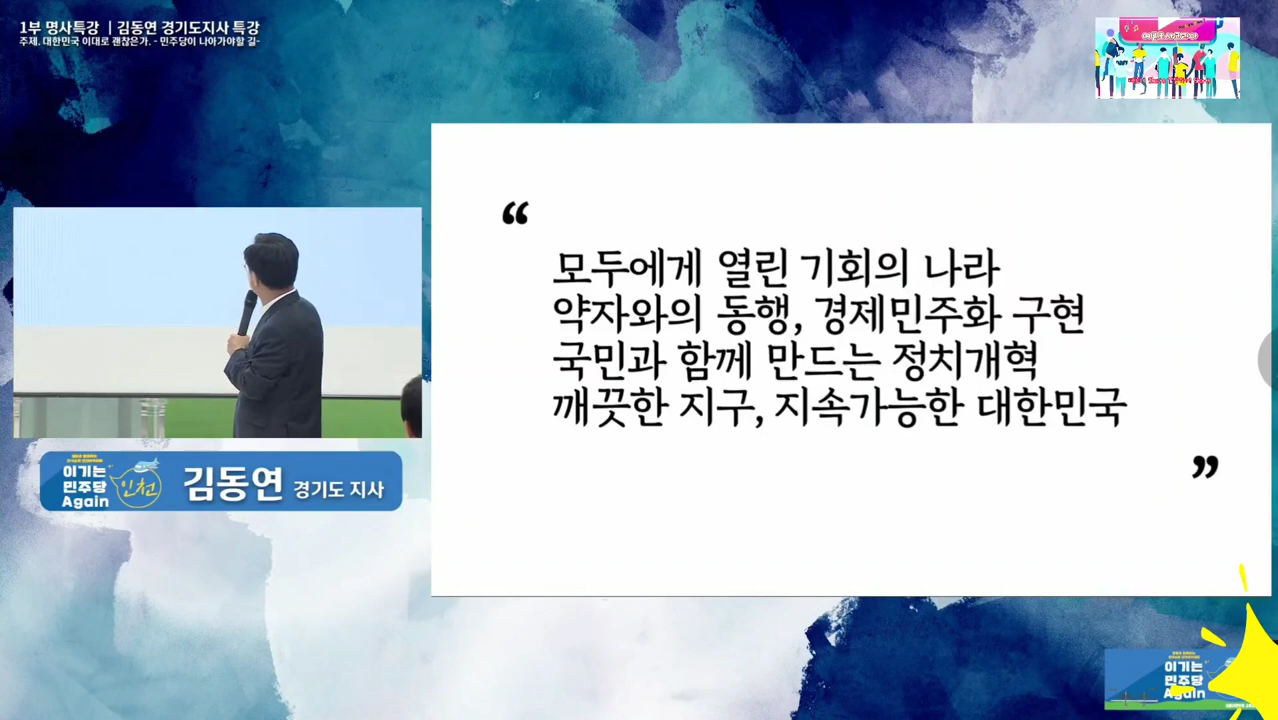 1부 명사특강 | 김동연 경기도지사 특강
주제. 대한민국 이대로 괜찮은가. - 민주당이 나아가야할 길-
“
모두에게 열린 기회의 나라
약자와의 동행, 경제민주화 구현
국민과 함께 만드는 정치개혁
깨끗한 지구, 지속가능한 대한민국
”
이기는
민주당
Again
인천
김동연 경기도 지사
이기는
민주당
Again